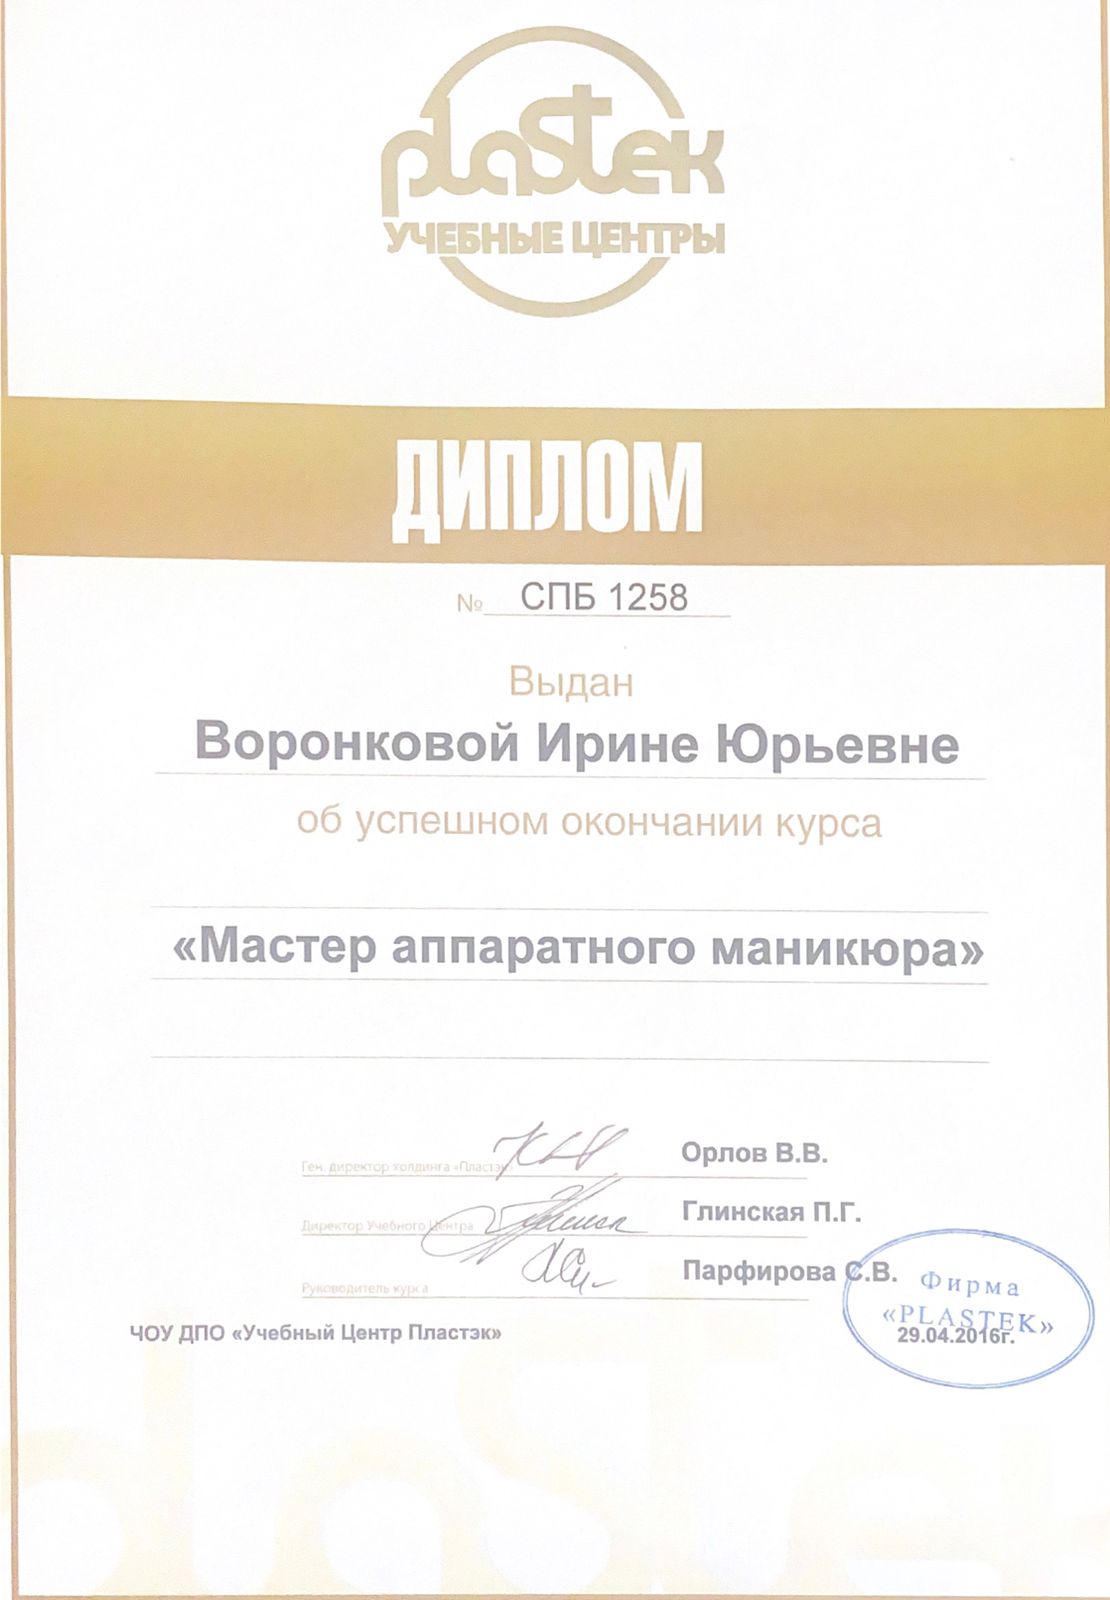 plastek
УЧЕБНЫЕ ЦЕНТРЫ
ДИПЛОМ
№ СПБ 1258
Выдан
Воронковой Ирине Юрьевне
об успешном окончании курса
«Мастер аппаратного маникюра»
Ген. директор холдинга «Пластэк» Орлов В.В.
Директор Учебного Центра Глинская П.Г.
Руководитель курса Парфирова С.В.
Фирма
«PLASTEK»
ЧОУ ДПО «Учебный Центр Пластэк» 29.04.2016г.
plastek